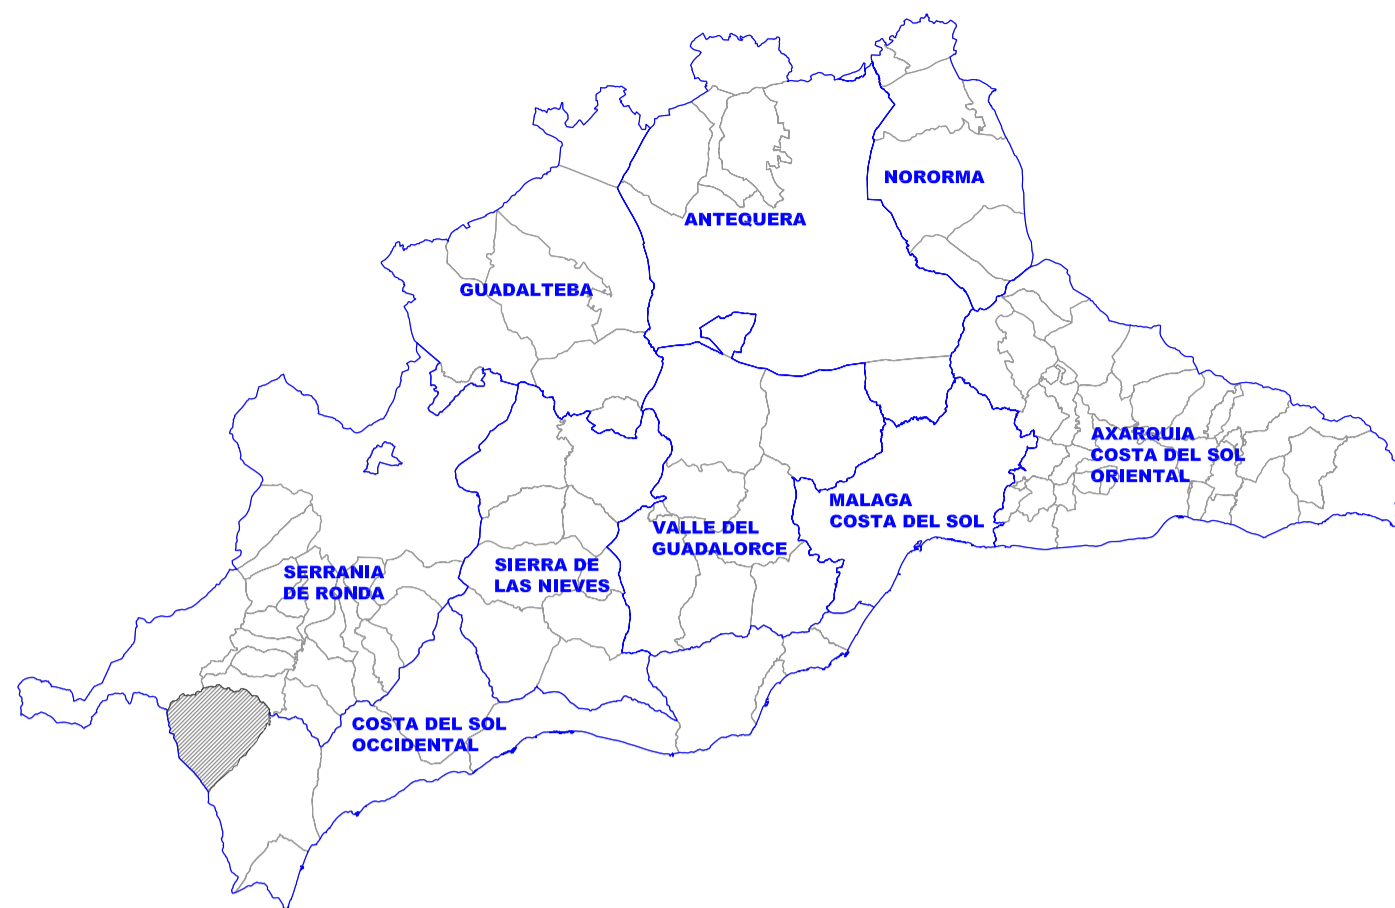 NORORMA
ANTEQUERA
GUADALTEBA
AXARQUIA
COSTA DEL SOL
ORIENTAL
MALAGA
COSTA DEL SOL
VALLE DEL
GUADALORCE
SIERRA DE
LAS NIEVES
SERRANIA
DE RONDA
COSTA DEL SOL
OCCIDENTAL